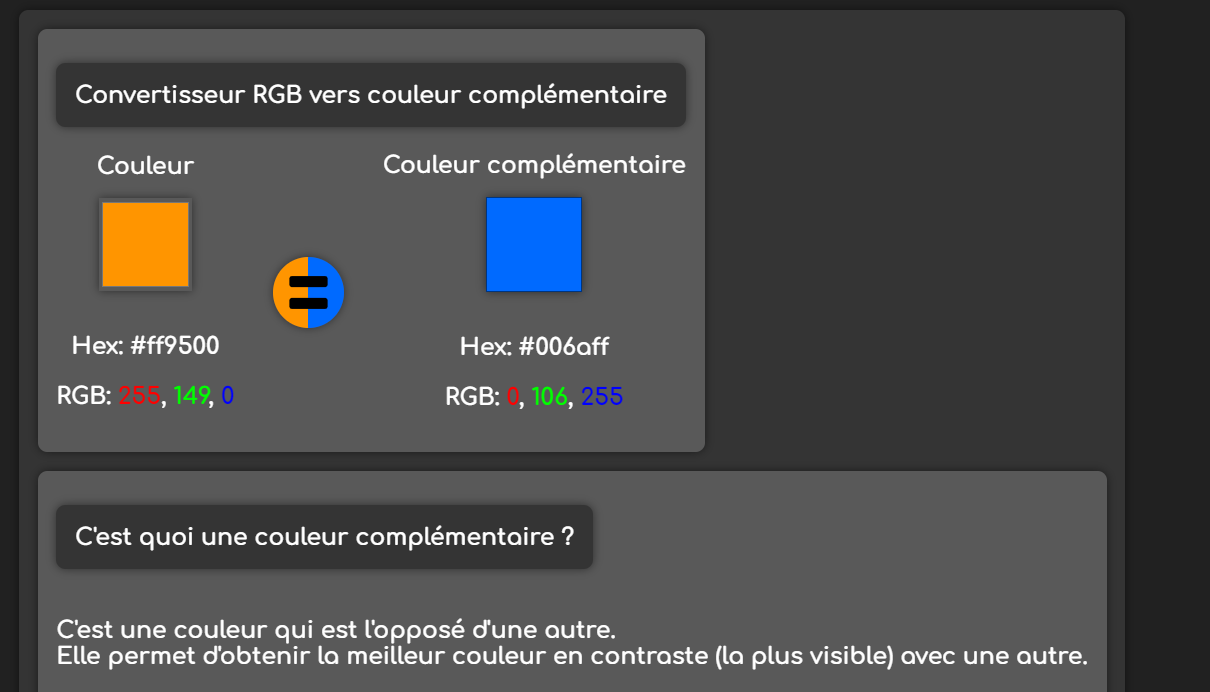 Convertisseur RGB vers couleur complémentaire
Couleur
Couleur complémentaire
Hex: #ff9500
Hex: #006aff
RGB: 255, 149, 0
RGB: 0, 106, 255
C'est quoi une couleur complémentaire ?
C'est une couleur qui est l'opposé d'une autre.
Elle permet d'obtenir la meilleur couleur en contraste (la plus visible) avec une autre.